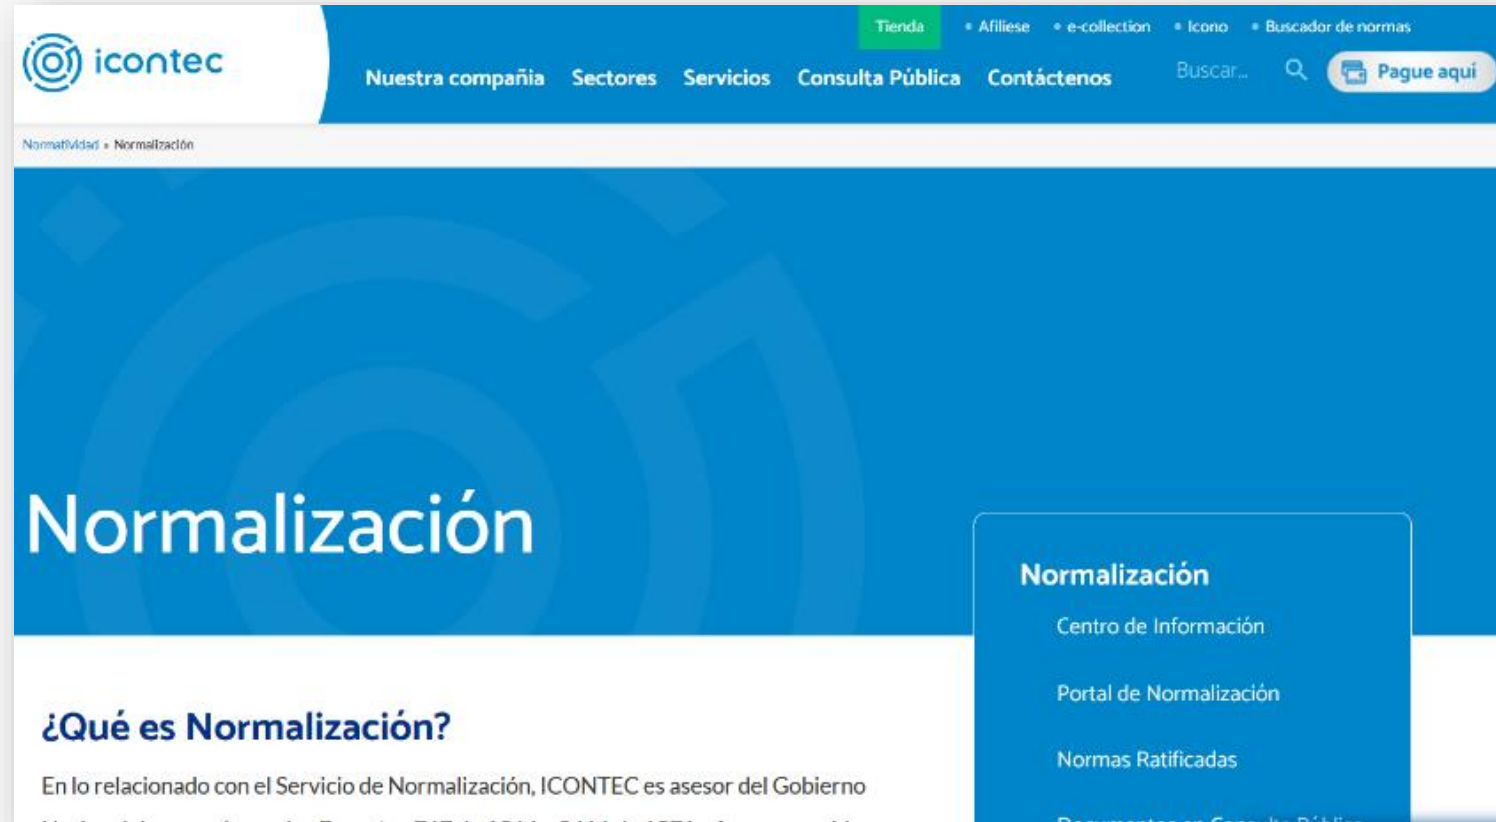 icontec
Tienda
Afíliese
e-collection
Icono
Buscador de normas
Nuestra compañia
Sectores
Servicios
Consulta Pública
Contáctenos
Buscar...
Pague aquí
Normatividad » Normalización
Normalización
Normalización
Centro de Información
Portal de Normalización
Normas Ratificadas
¿Qué es Normalización?
En lo relacionado con el Servicio de Normalización, ICONTEC es asesor del Gobierno